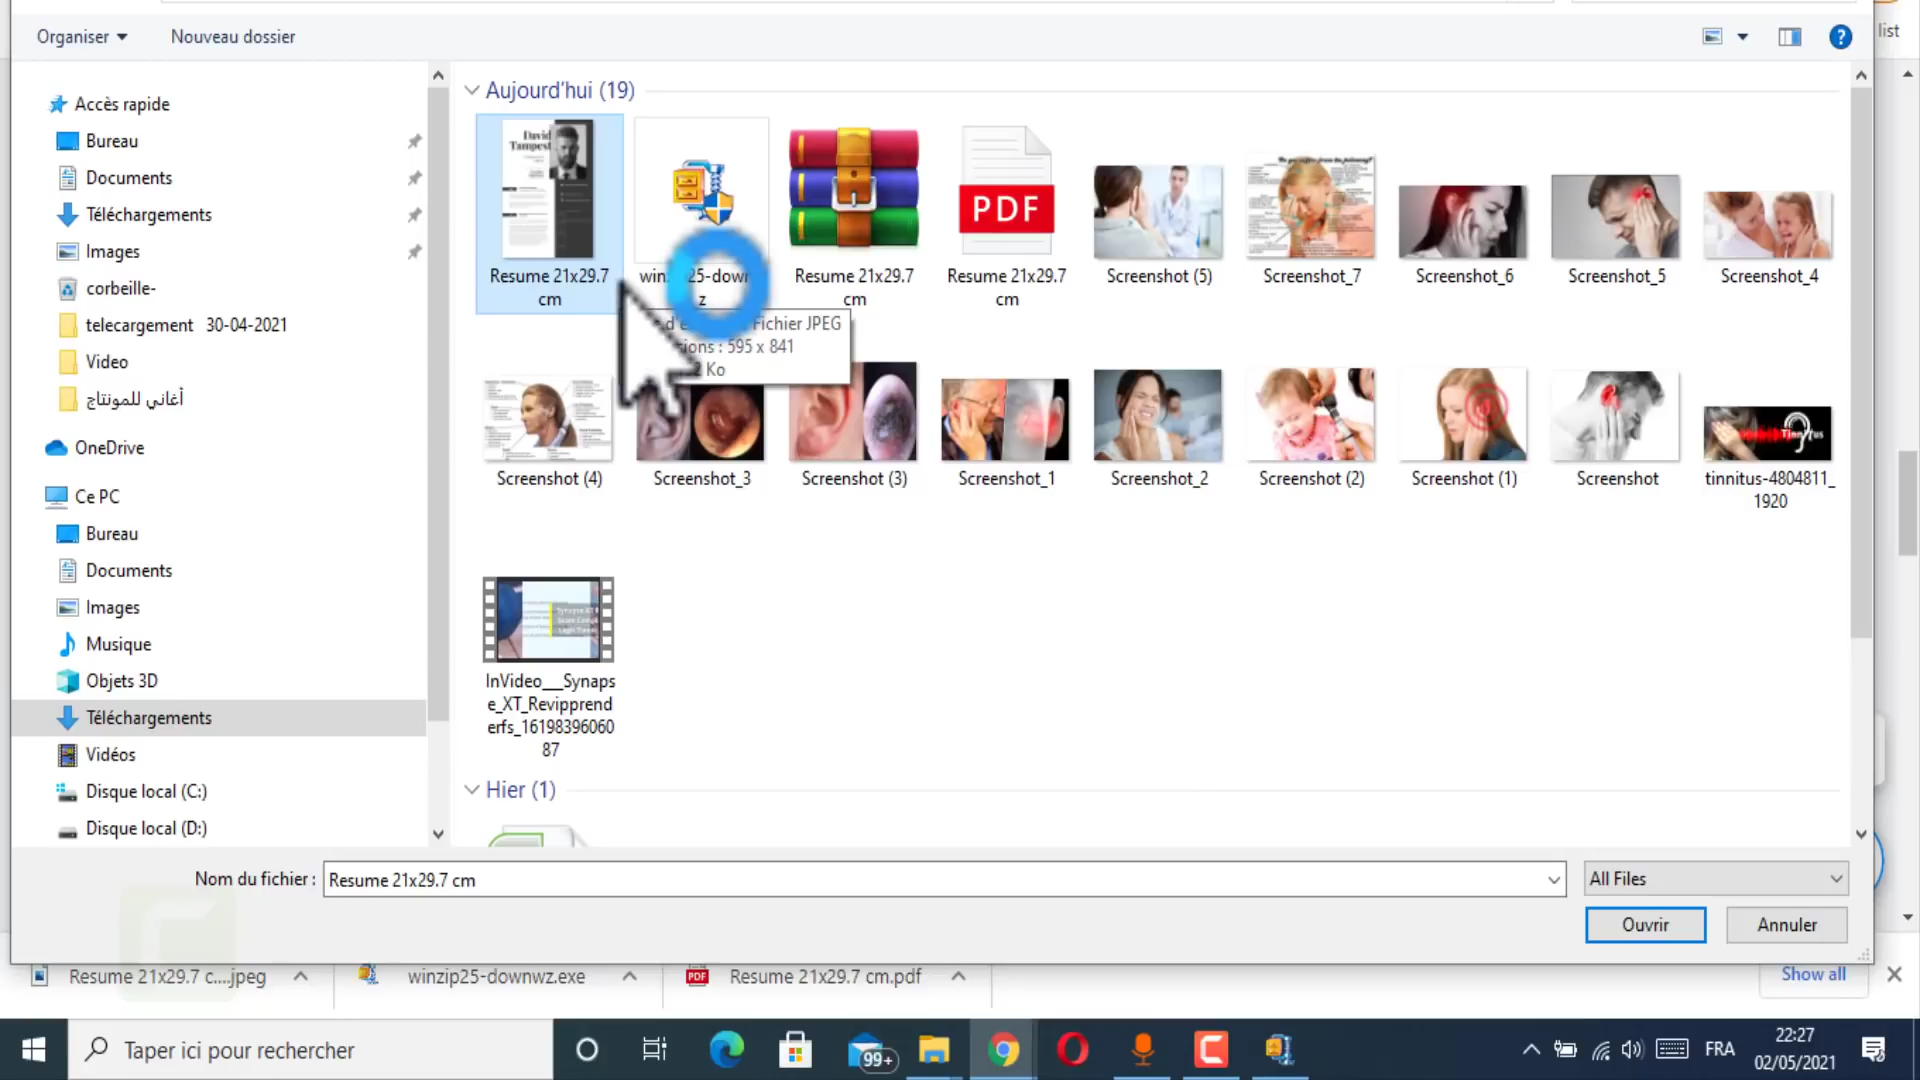 list
Organiser
Nouveau dossier
Accès rapide
Bureau
Documents
Téléchargements
Images
corbeille-
telecargement 30-04-2021
Video
أغاني للمونتاج
OneDrive
Ce PC
Bureau
Documents
Images
Musique
Objets 3D
Téléchargements
Vidéos
Disque local (C:)
Disque local (D:)
Aujourd'hui (19)
David
Resume 21x29.7
cm
z
Resume 21x29.7
cm
PDF
Resume 21x29.7
cm
Screenshot (5)
Screenshot_7
Screenshot_6
Screenshot_5
Screenshot_4
Fichier JPEG
: 595 x 841
Ko
Screenshot (4)
Screenshot_3
Screenshot (3)
Screenshot_1
Screenshot_2
Screenshot (2)
Screenshot (1)
Screenshot
tinnitus-4804811_
1920
InVideo___Synaps
e_XT_Revipprend
erfs_16198396060
87
Hier (1)
Nom du fichier :
Resume 21x29.7 cm
All Files
Ouvrir
Annuler
Resume 21x29.7 c....jpeg
winzip25-downwz.exe
PDF
Resume 21x29.7 cm.pdf
Show all
Taper ici pour rechercher
99+
FRA
22:27
02/05/2021